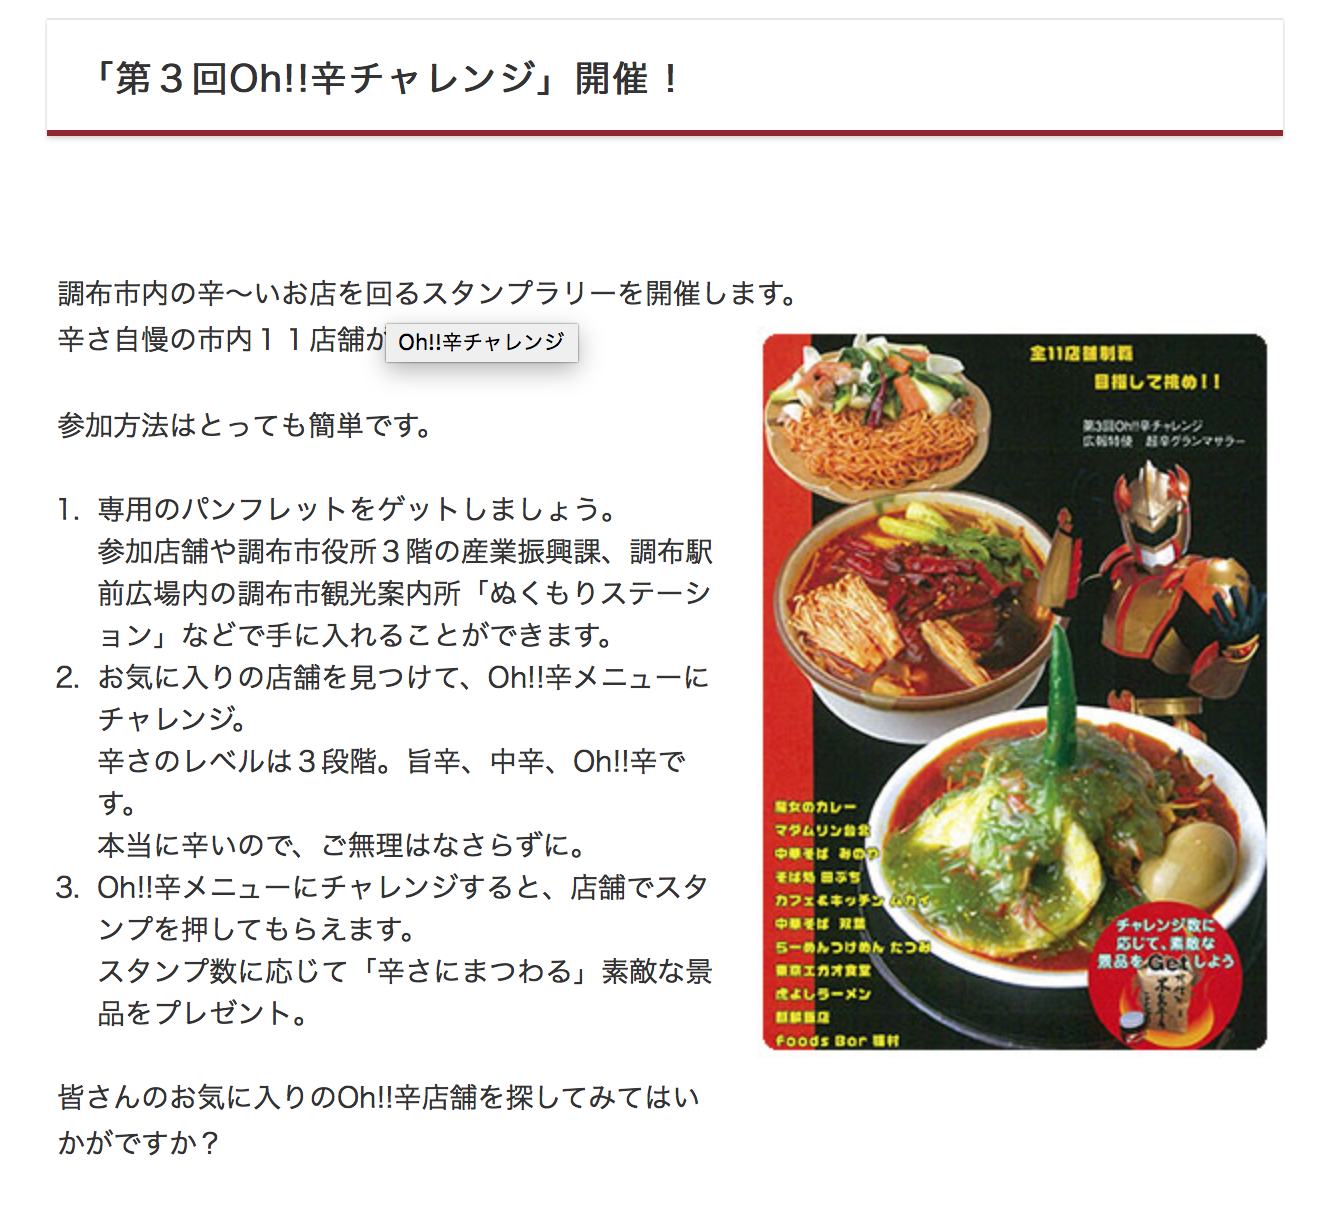 「第３回Oh!!辛チャレンジ」開催！
調布市内の辛〜いお店を回るスタンプラリーを開催します。
辛さ自慢の市内１１店舗が
Oh!!辛チャレンジ
参加方法はとっても簡単です。
1. 専用のパンフレットをゲットしましょう。
参加店舗や調布市役所３階の産業振興課、調布駅
前広場内の調布市観光案内所「ぬくもりステーシ
ョン」などで手に入れることができます。
2. お気に入りの店舗を見つけて、Oh!!辛メニューに
チャレンジ。
辛さのレベルは３段階。旨辛、中辛、Oh!!辛で
す。
本当に辛いので、ご無理はなさらずに。
3. Oh!!辛メニューにチャレンジすると、店舗でスタ
ンプを押してもらえます。
スタンプ数に応じて「辛さにまつわる」素敵な景
品をプレゼント。
皆さんのお気に入りのOh!!辛店舗を探してみてはい
かがですか？
全11店舗制覇
目指して挑め!!
第3回Oh!!辛チャレンジ
広報特使 超辛グランマサラー
魔女のカレー
マダムリン台北
中華そば みのや
そば処 田ぶち
カフェ&キッチン ムカイ
中華そば 双葉
らーめんつけめん たつみ
東京エガオ食堂
虎よしラーメン
麒麟飯店
Foods Bar 種村
チャレンジ数に
応じて、素敵な
景品をGetしよう